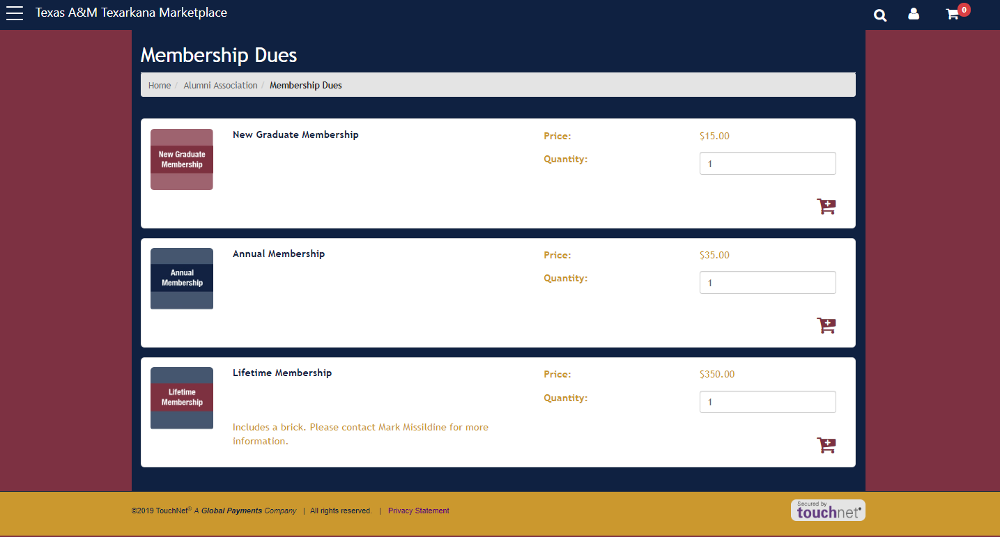 Texas A&M Texarkana Marketplace
0
Membership Dues
Home / Alumni Association / Membership Dues
New Graduate
Membership
New Graduate Membership
Price:
$15.00
Quantity:
1
Annual
Membership
Annual Membership
Price:
$35.00
Quantity:
1
Lifetime
Membership
Lifetime Membership
Price:
$350.00
Quantity:
1
Includes a brick. Please contact Mark Missildine for more
information.
©2019 TouchNet® A Global Payments Company | All rights reserved. | Privacy Statement
Secured by
touchnet